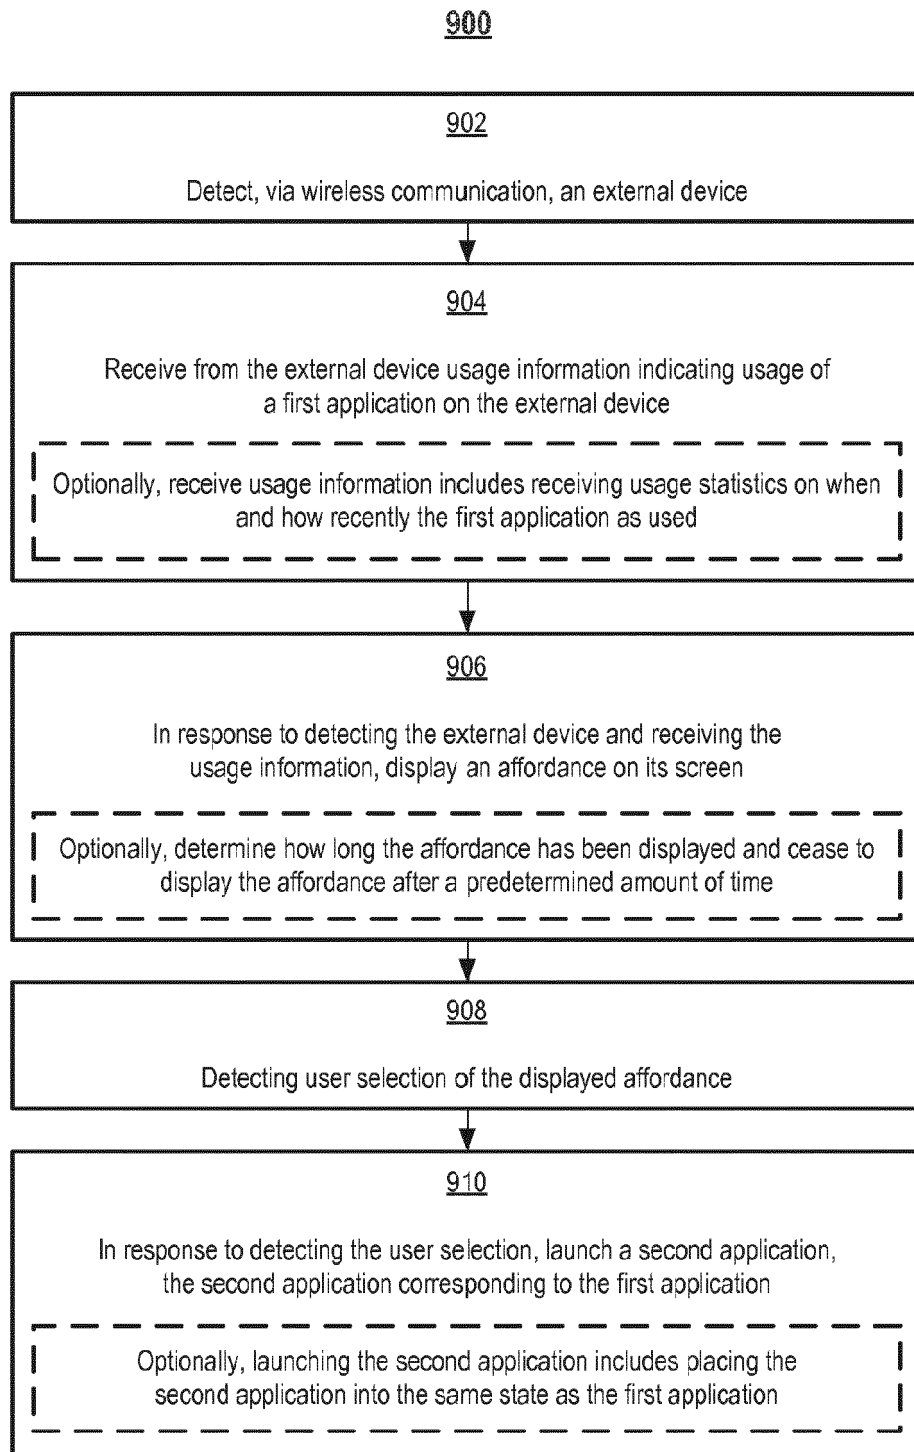 900
902
Detect, via wireless communication, an external device
904
Receive from the external device usage information indicating usage of
a first application on the external device
Optionally, receive usage information includes receiving usage statistics on when
and how recently the first application as used
906
In response to detecting the external device and receiving the
usage information, display an affordance on its screen
Optionally, determine how long the affordance has been displayed and cease to
display the affordance after a predetermined amount of time
908
Detecting user selection of the displayed affordance
910
In response to detecting the user selection, launch a second application,
the second application corresponding to the first application
Optionally, launching the second application includes placing the
second application into the same state as the first application